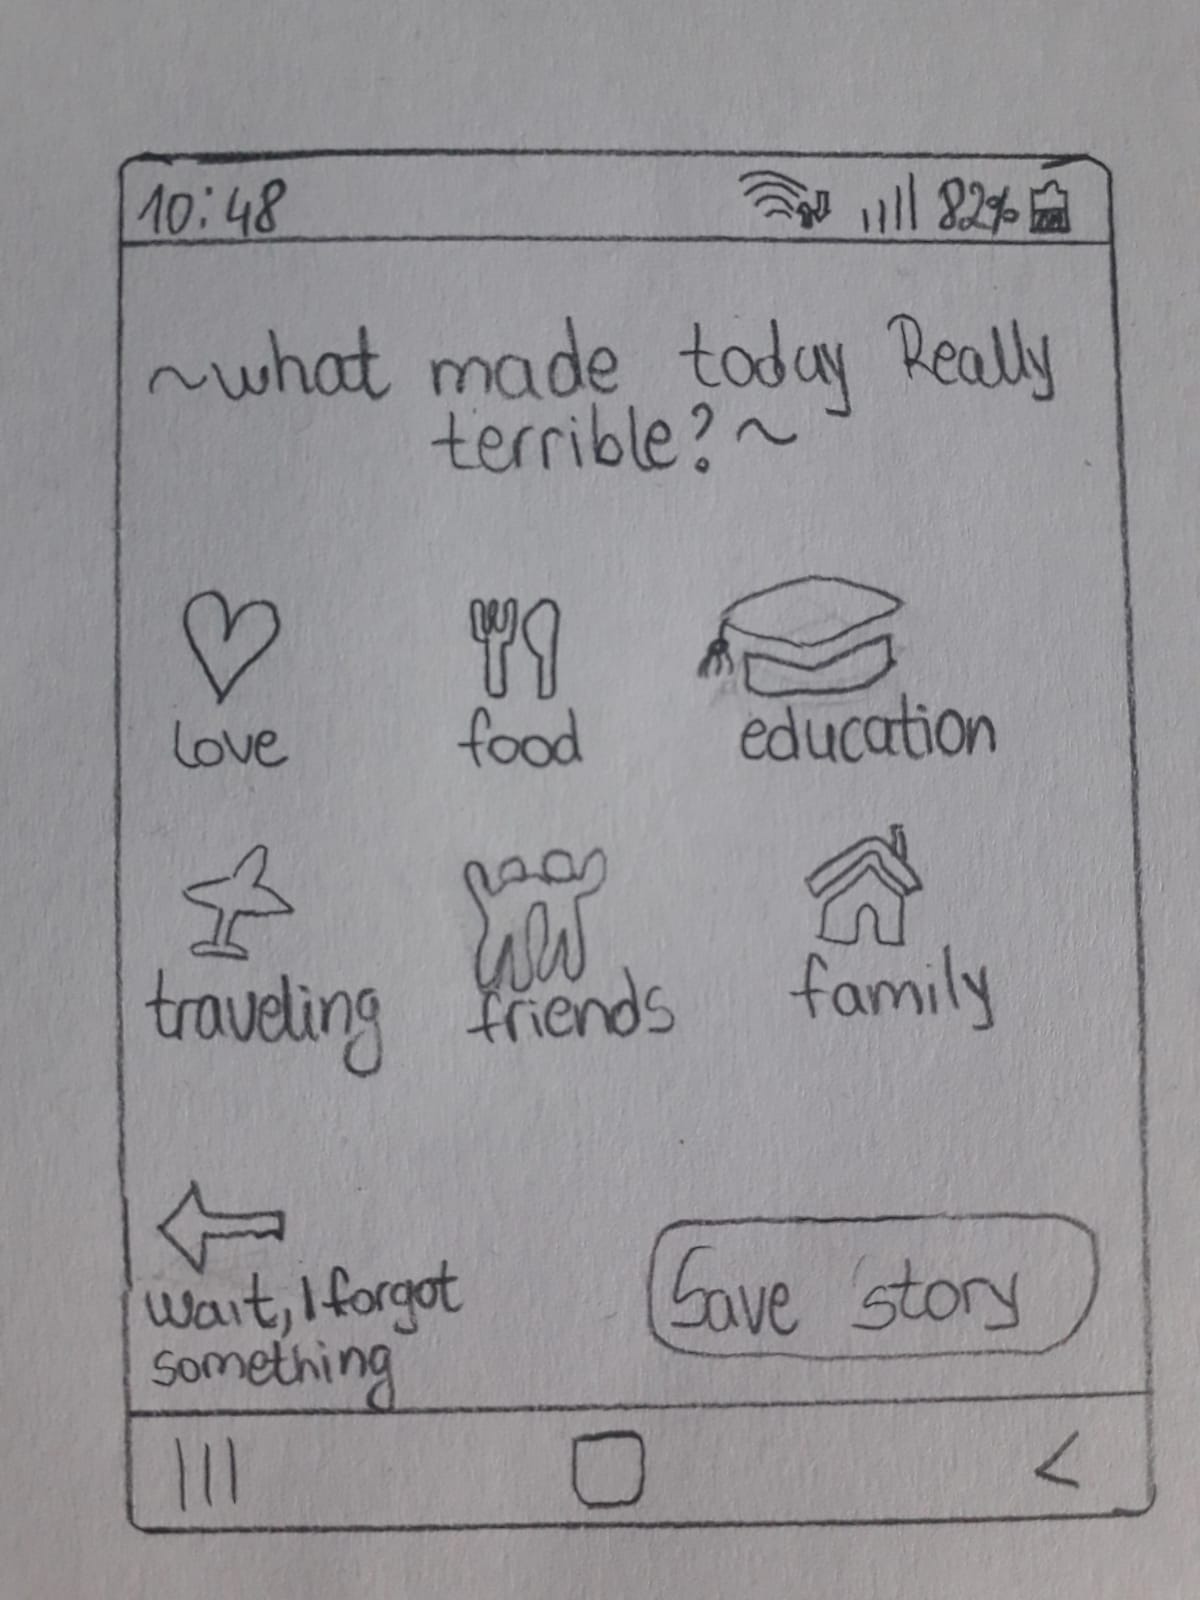 10:48 82%
~what made today Really
terrible?~
love food education
traveling friends family
wait, I forgot
something
Save story